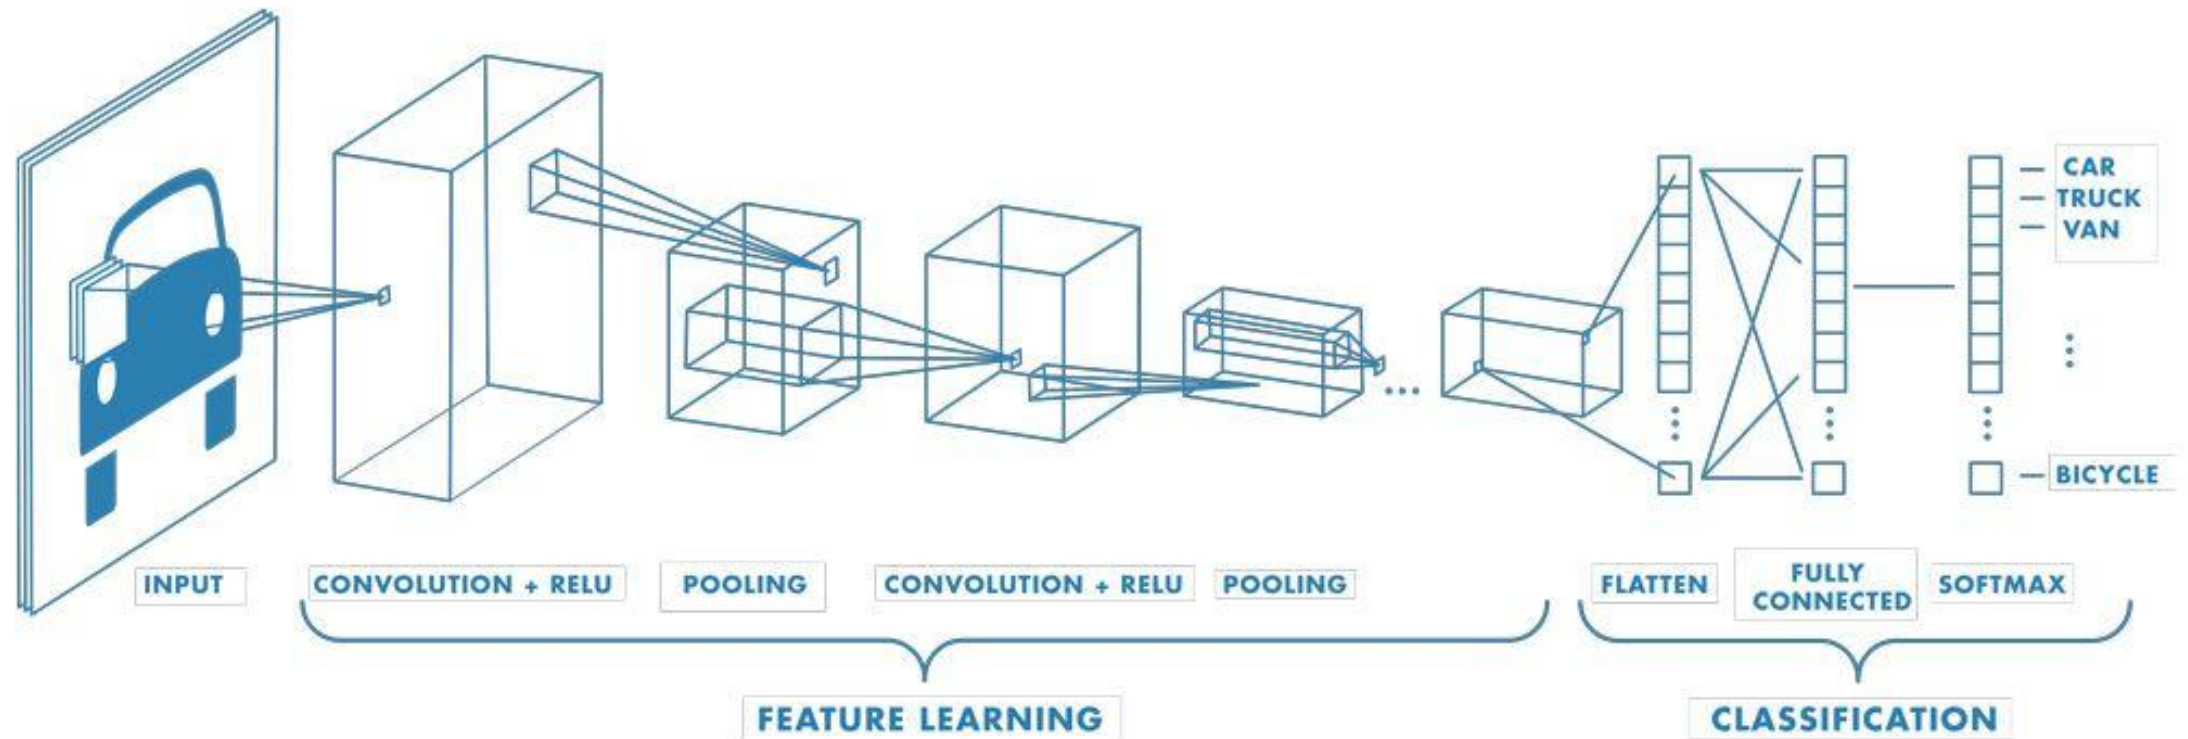 CAR
TRUCK
VAN
BICYCLE
INPUT
CONVOLUTION + RELU
POOLING
CONVOLUTION + RELU
POOLING
FLATTEN
FULLY
CONNECTED
SOFTMAX
FEATURE LEARNING
CLASSIFICATION